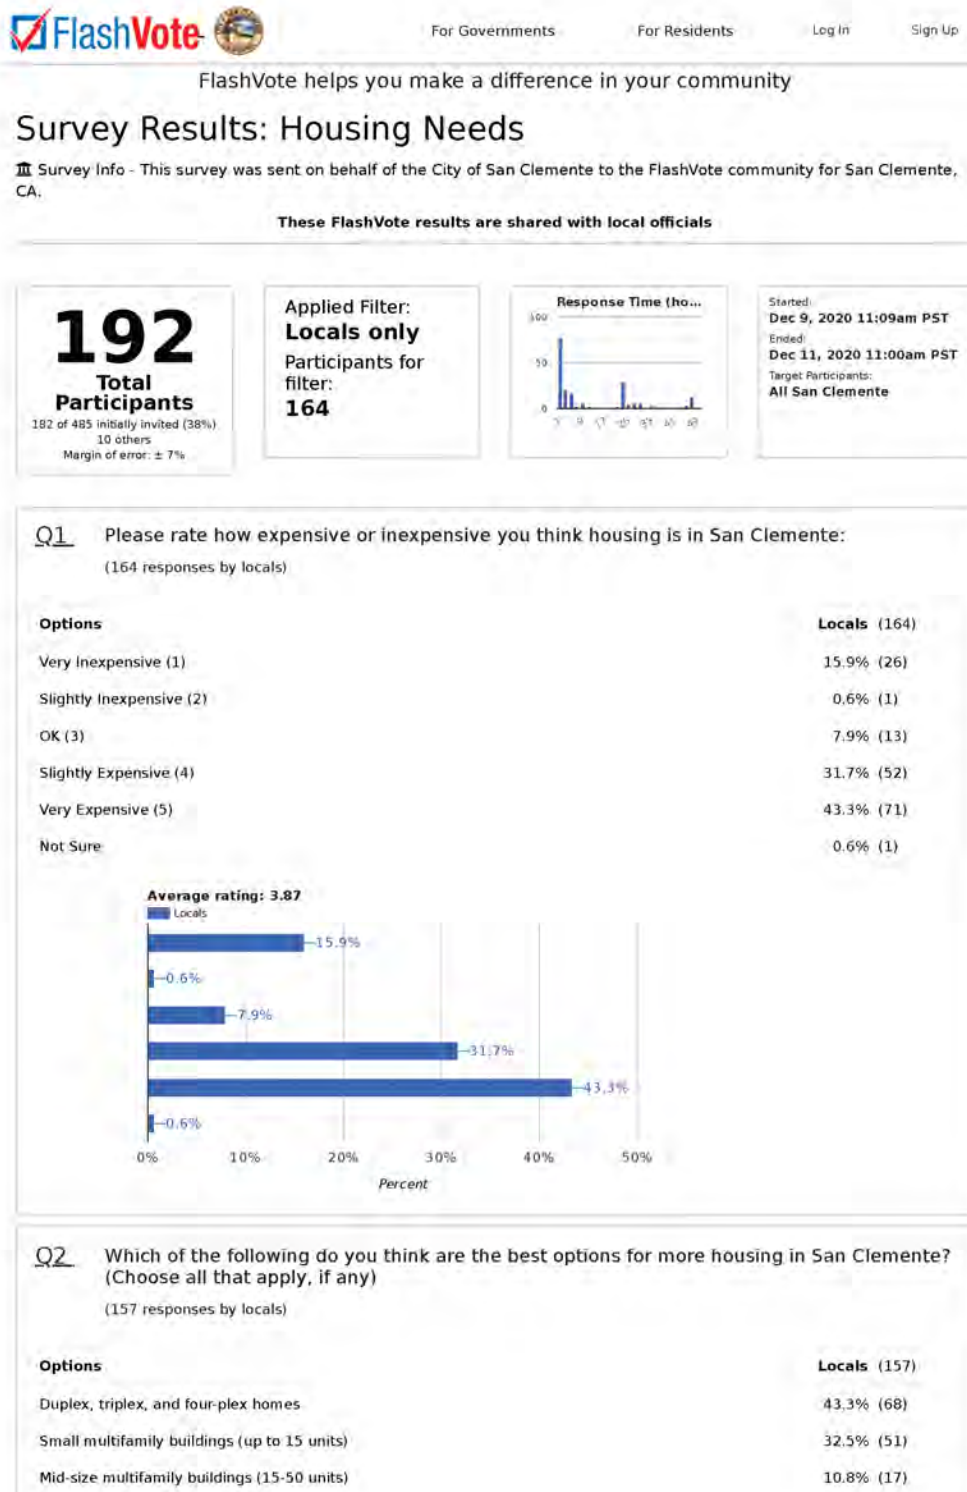 FlashVote
For Governments
For Residents
Log In
Sign Up
FlashVote helps you make a difference in your community
Survey Results: Housing Needs
Survey Info - This survey was sent on behalf of the City of San Clemente to the FlashVote community for San Clemente,
CA.
These FlashVote results are shared with local officials
192
Total
Participants
182 of 485 initially invited (38%)
10 others
Margin of error: ± 7%
Applied Filter:
Locals only
Participants for
filter:
164
Response Time (ho...
100
50
0
Started:
Dec 9, 2020 11:09am PST
Ended:
Dec 11, 2020 11:00am PST
Target Participants:
All San Clemente
Q1 Please rate how expensive or inexpensive you think housing is in San Clemente:
(164 responses by locals)
Options Locals (164)
Very Inexpensive (1) 15.9% (26)
Slightly Inexpensive (2) 0.6% (1)
OK (3) 7.9% (13)
Slightly Expensive (4) 31.7% (52)
Very Expensive (5) 43.3% (71)
Not Sure 0.6% (1)
Average rating: 3.87
Locals
15.9%
0.6%
7.9%
31.7%
43.3%
0.6%
0% 10% 20% 30% 40% 50%
Percent
Q2 Which of the following do you think are the best options for more housing in San Clemente?
(Choose all that apply, if any)
(157 responses by locals)
Options Locals (157)
Duplex, triplex, and four-plex homes 43.3% (68)
Small multifamily buildings (up to 15 units) 32.5% (51)
Mid-size multifamily buildings (15-50 units) 10.8% (17)